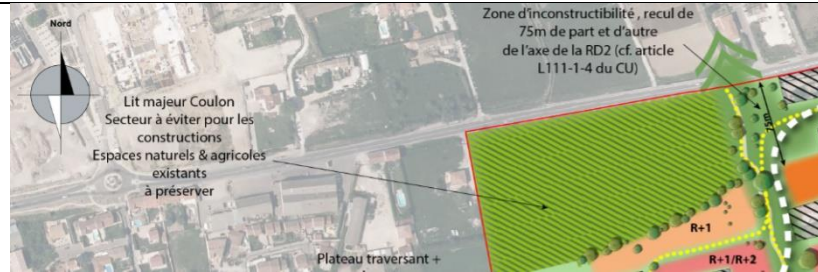 Nord
Zone d'inconstructibilité , recul de
75m de part et d'autre
de l'axe de la RD2 (cf. article
L111-1-4 du CU)
Lit majeur Coulon
Secteur à éviter pour les
constructions
Espaces naturels & agricoles
existants
à préserver
75m
R+1
R+1/R+2
Plateau traversant +